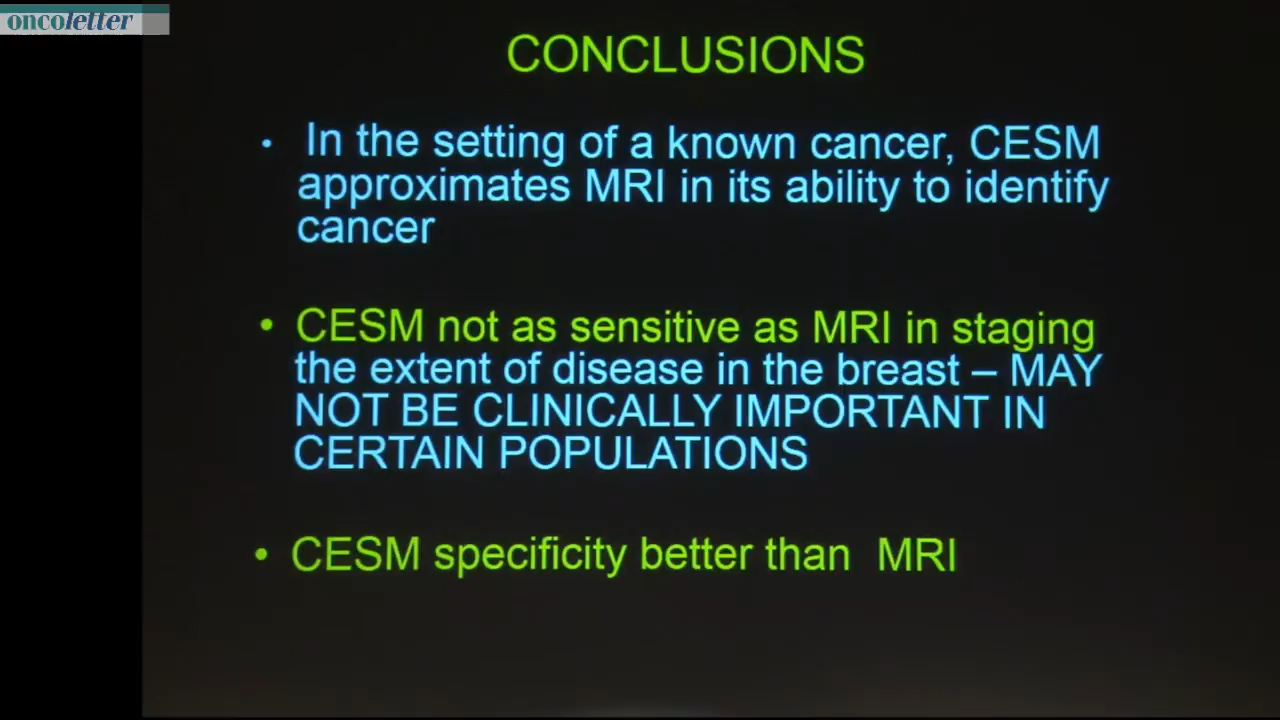 oncoletter
CONCLUSIONS
• In the setting of a known cancer, CESM
approximates MRI in its ability to identify
cancer
• CESM not as sensitive as MRI in staging
the extent of disease in the breast – MAY
NOT BE CLINICALLY IMPORTANT IN
CERTAIN POPULATIONS
• CESM specificity better than MRI